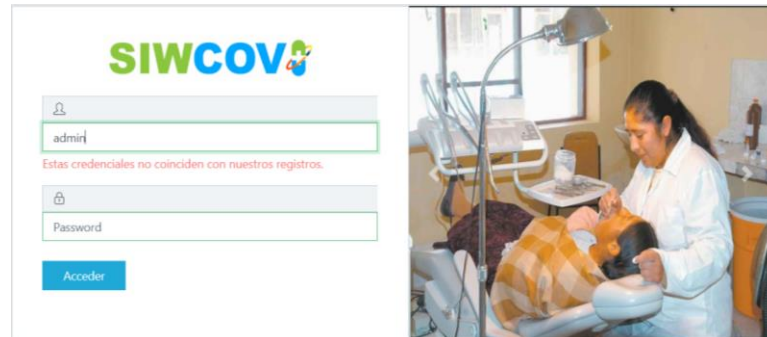 SIWCOV
admin
Estas credenciales no coinciden con nuestros registros.
Password
Acceder